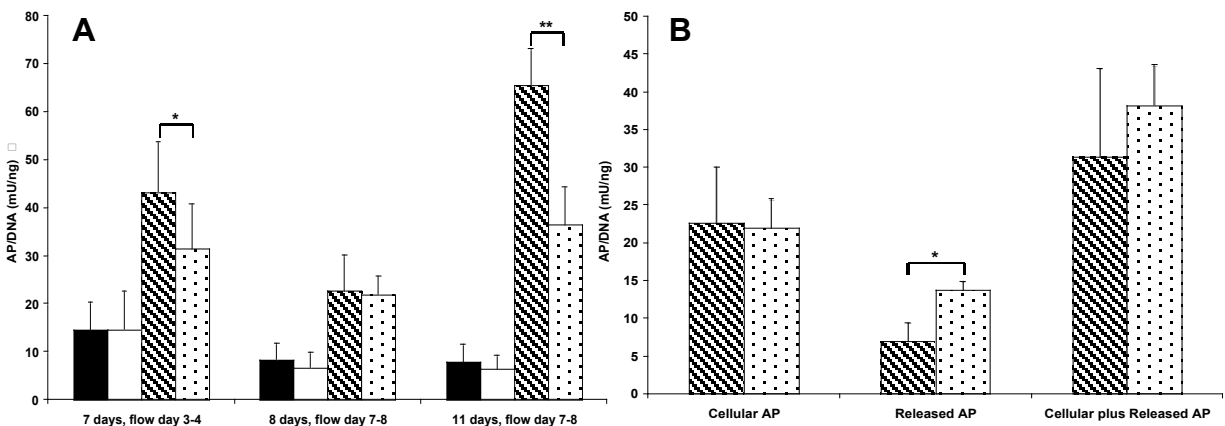 A
80
70
60
50
40
30
20
10
0
AP/DNA (mU/ng) □
*
**
7 days, flow day 3-4
8 days, flow day 7-8
11 days, flow day 7-8
B
50
45
40
35
30
25
20
15
10
5
0
AP/DNA (mU/ng)
*
Cellular AP
Released AP
Cellular plus Released AP